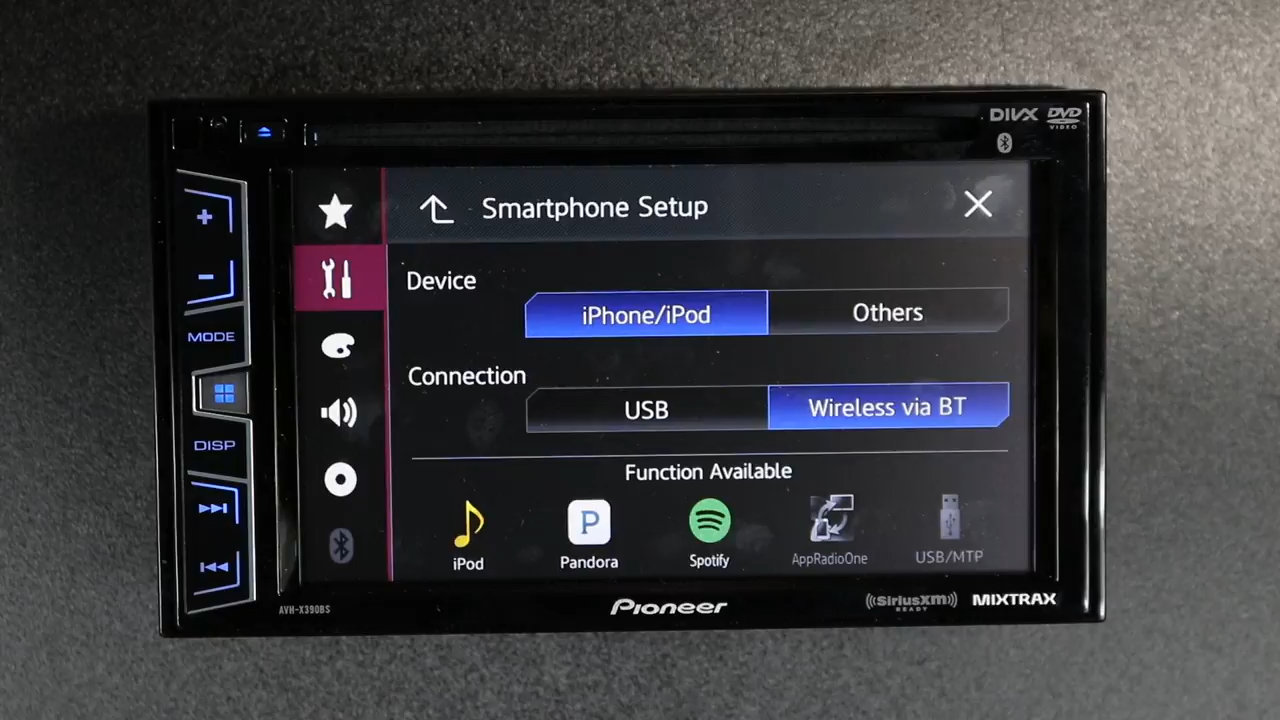 DIVX DVD
VIDEO
Smartphone Setup
Device
iPhone/iPod Others
Connection
USB Wireless via BT
Function Available
iPod Pandora Spotify AppRadioOne USB/MTP
MODE
DISP
AVH-X390BS
Pioneer
((SiriusXM))
READY
MIXTRAX